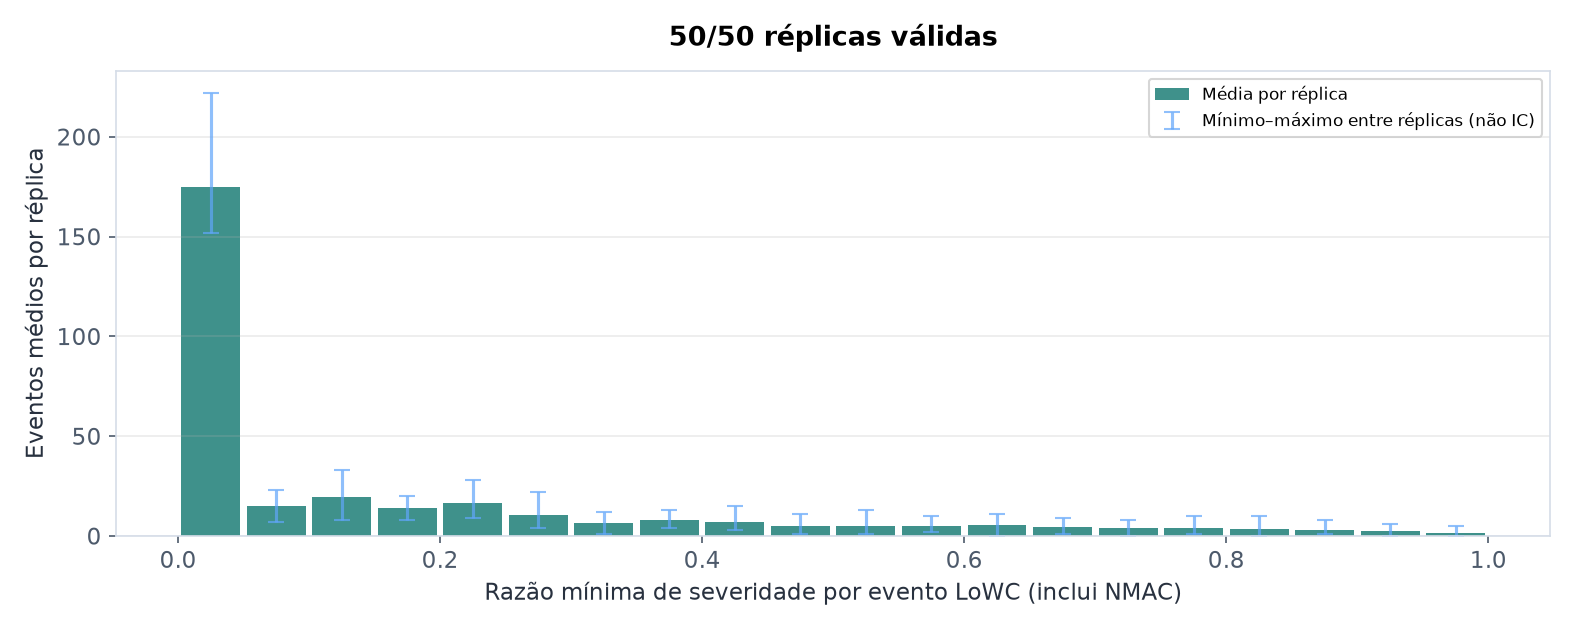 50/50 réplicas válidas
Média por réplica
Mínimo–máximo entre réplicas (não IC)
Eventos médios por réplica
200
150
100
50
0
0.0 0.2 0.4 0.6 0.8 1.0
Razão mínima de severidade por evento LoWC (inclui NMAC)